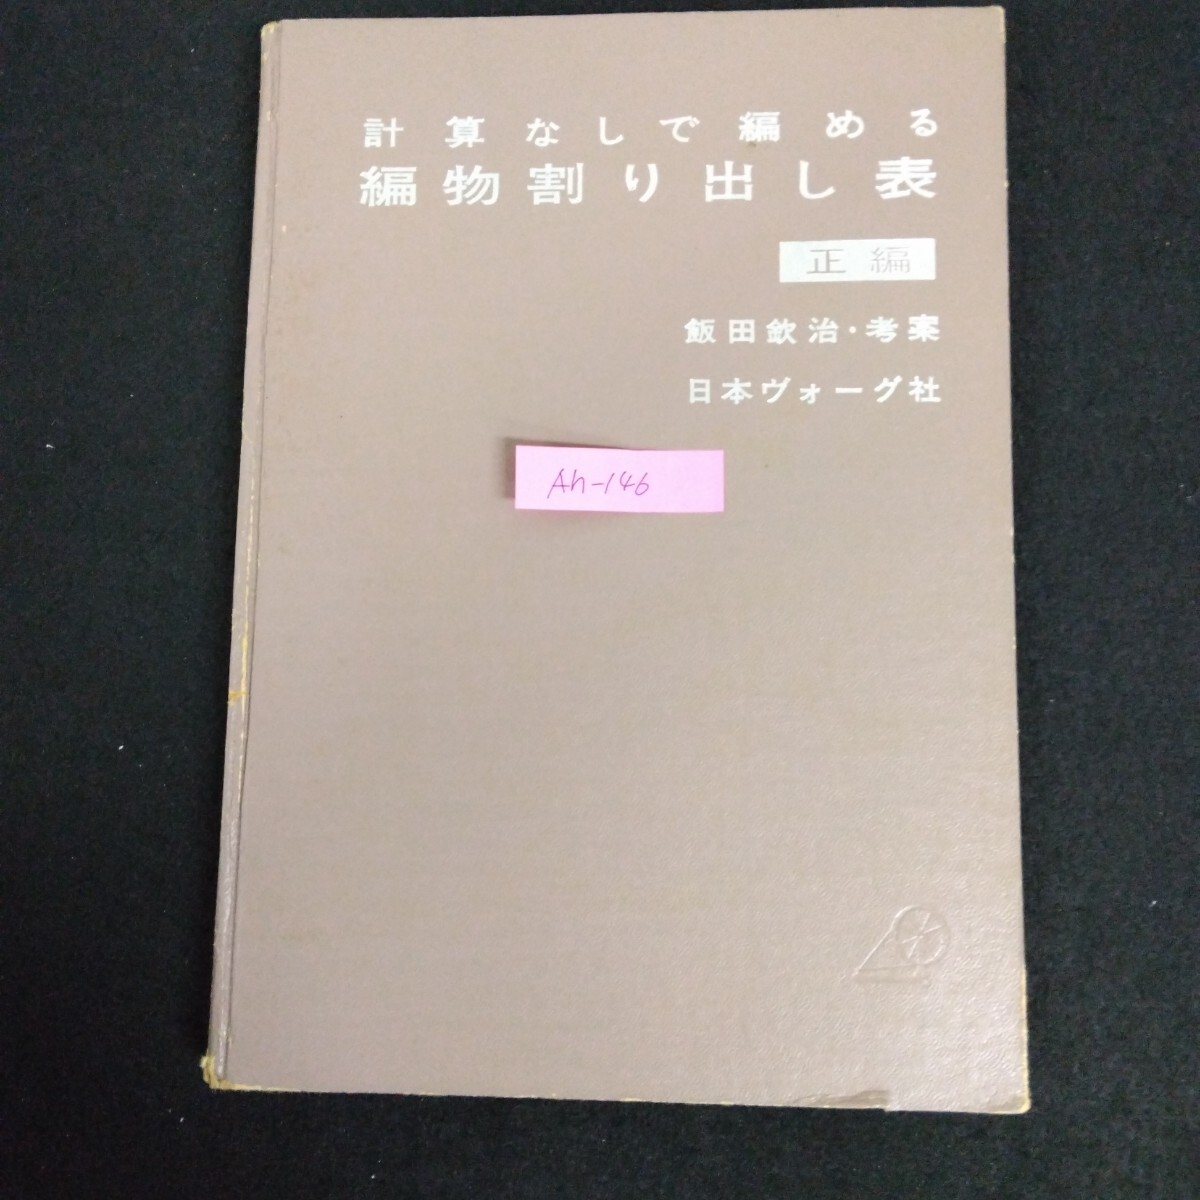 計算なしで編める
編物割り出し表
正編
飯田欽治・考案
日本ヴォーグ社
Ah-146